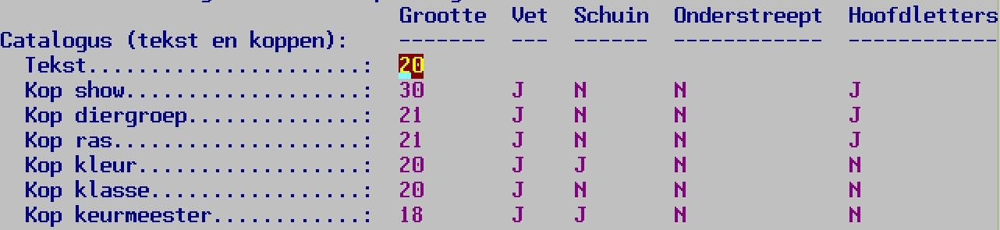 Grootte Vet Schuin Onderstreept Hoofdletters
Catalogus (tekst en koppen): ------- --- ------ ------------ ------------
Tekst......................: 20
Kop show...................: 30 J N N J
Kop diergroep..............: 21 J N N J
Kop ras....................: 21 J N N J
Kop kleur..................: 20 J J N N
Kop klasse.................: 20 J N N N
Kop keurmeester............: 18 J J N N